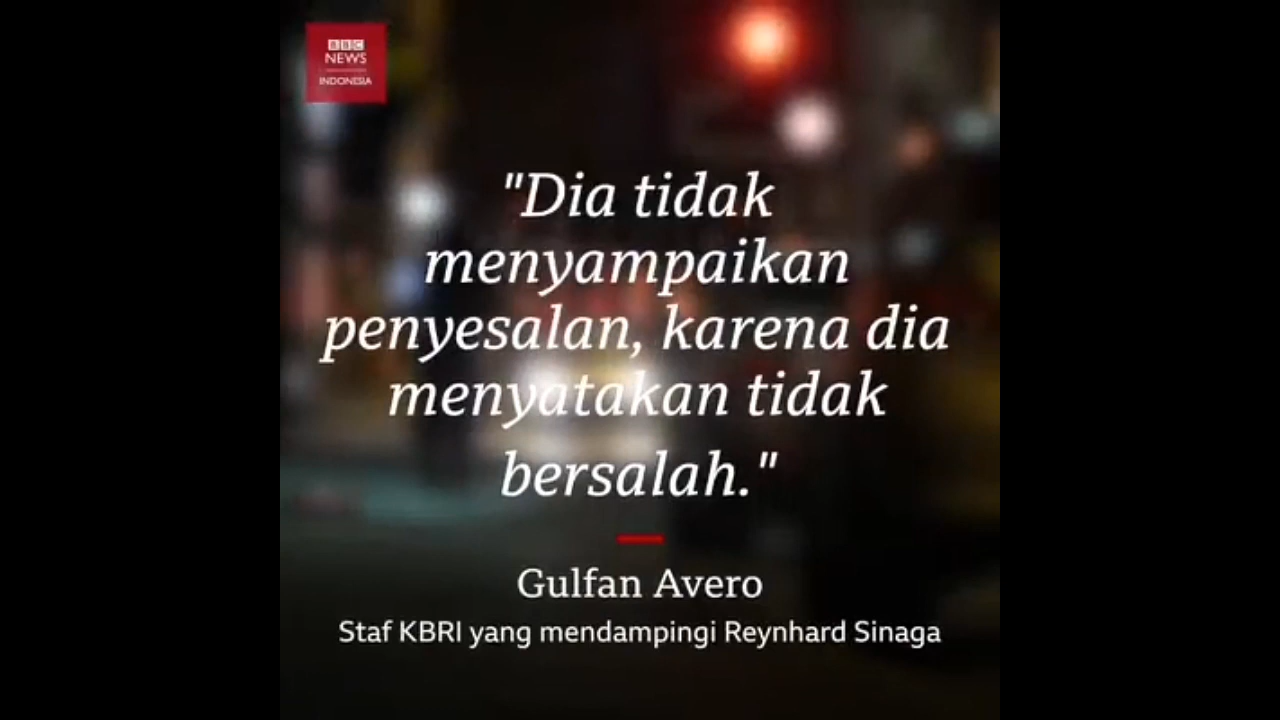 BBC
NEWS
INDONESIA
"Dia tidak
menyampaikan
penyesalan, karena dia
menyatakan tidak
bersalah."
Gulfan Avero
Staf KBRI yang mendampingi Reynhard Sinaga